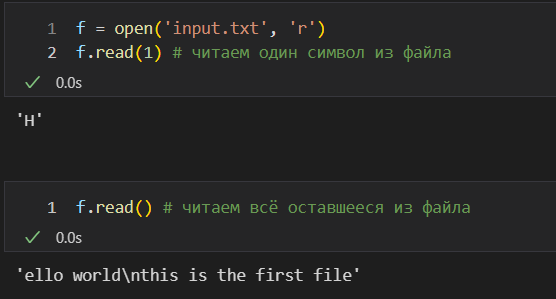 1 f = open('input.txt', 'r')
2 f.read(1) # читаем один символ из файла
✓ 0.0s
'H'
1 f.read() # читаем всё оставшееся из файла
✓ 0.0s
'ello world\nthis is the first file'